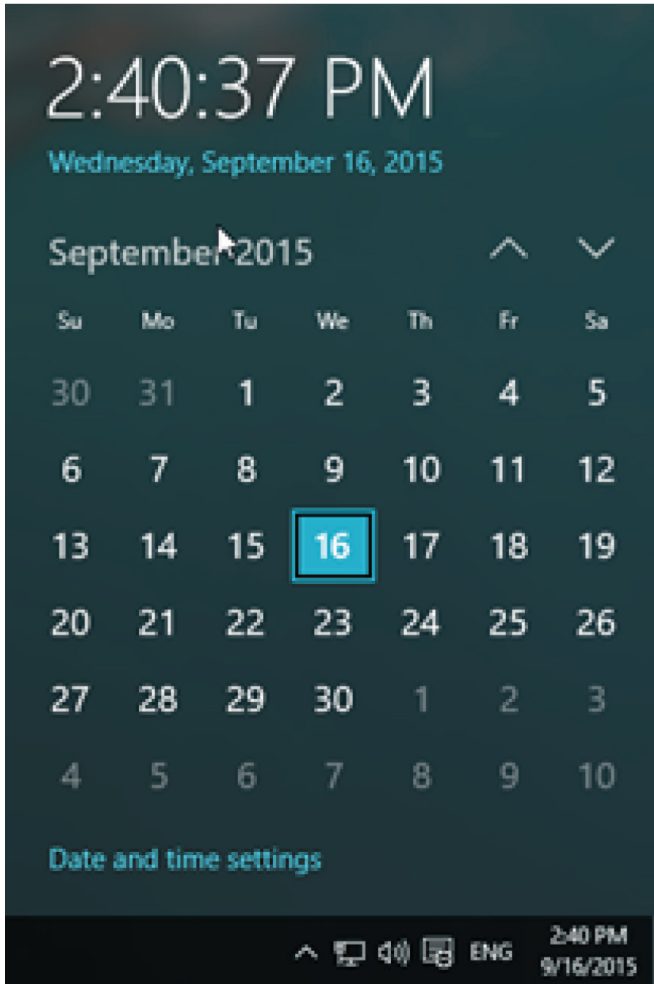 2:40:37 PM
Wednesday, September 16, 2015
September 2015
Su Mo Tu We Th Fr Sa
30 31 1 2 3 4 5
6 7 8 9 10 11 12
13 14 15 16 17 18 19
20 21 22 23 24 25 26
27 28 29 30 1 2 3
4 5 6 7 8 9 10
Date and time settings
ENG
2:40 PM
9/16/2015